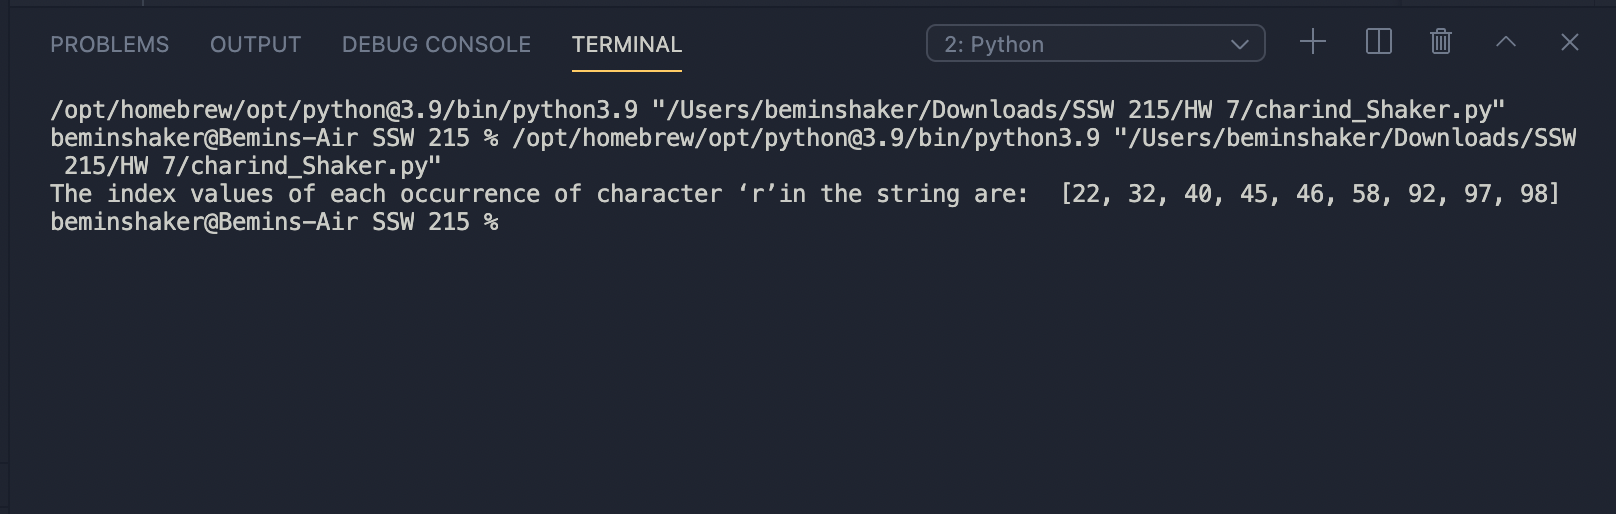 PROBLEMS OUTPUT DEBUG CONSOLE TERMINAL 2: Python
/opt/homebrew/opt/python@3.9/bin/python3.9 "/Users/beminshaker/Downloads/SSW 215/HW 7/charind_Shaker.py"
beminshaker@Bemins-Air SSW 215 % /opt/homebrew/opt/python@3.9/bin/python3.9 "/Users/beminshaker/Downloads/SSW
215/HW 7/charind_Shaker.py"
The index values of each occurrence of character ‘r’in the string are:  [22, 32, 40, 45, 46, 58, 92, 97, 98]
beminshaker@Bemins-Air SSW 215 %